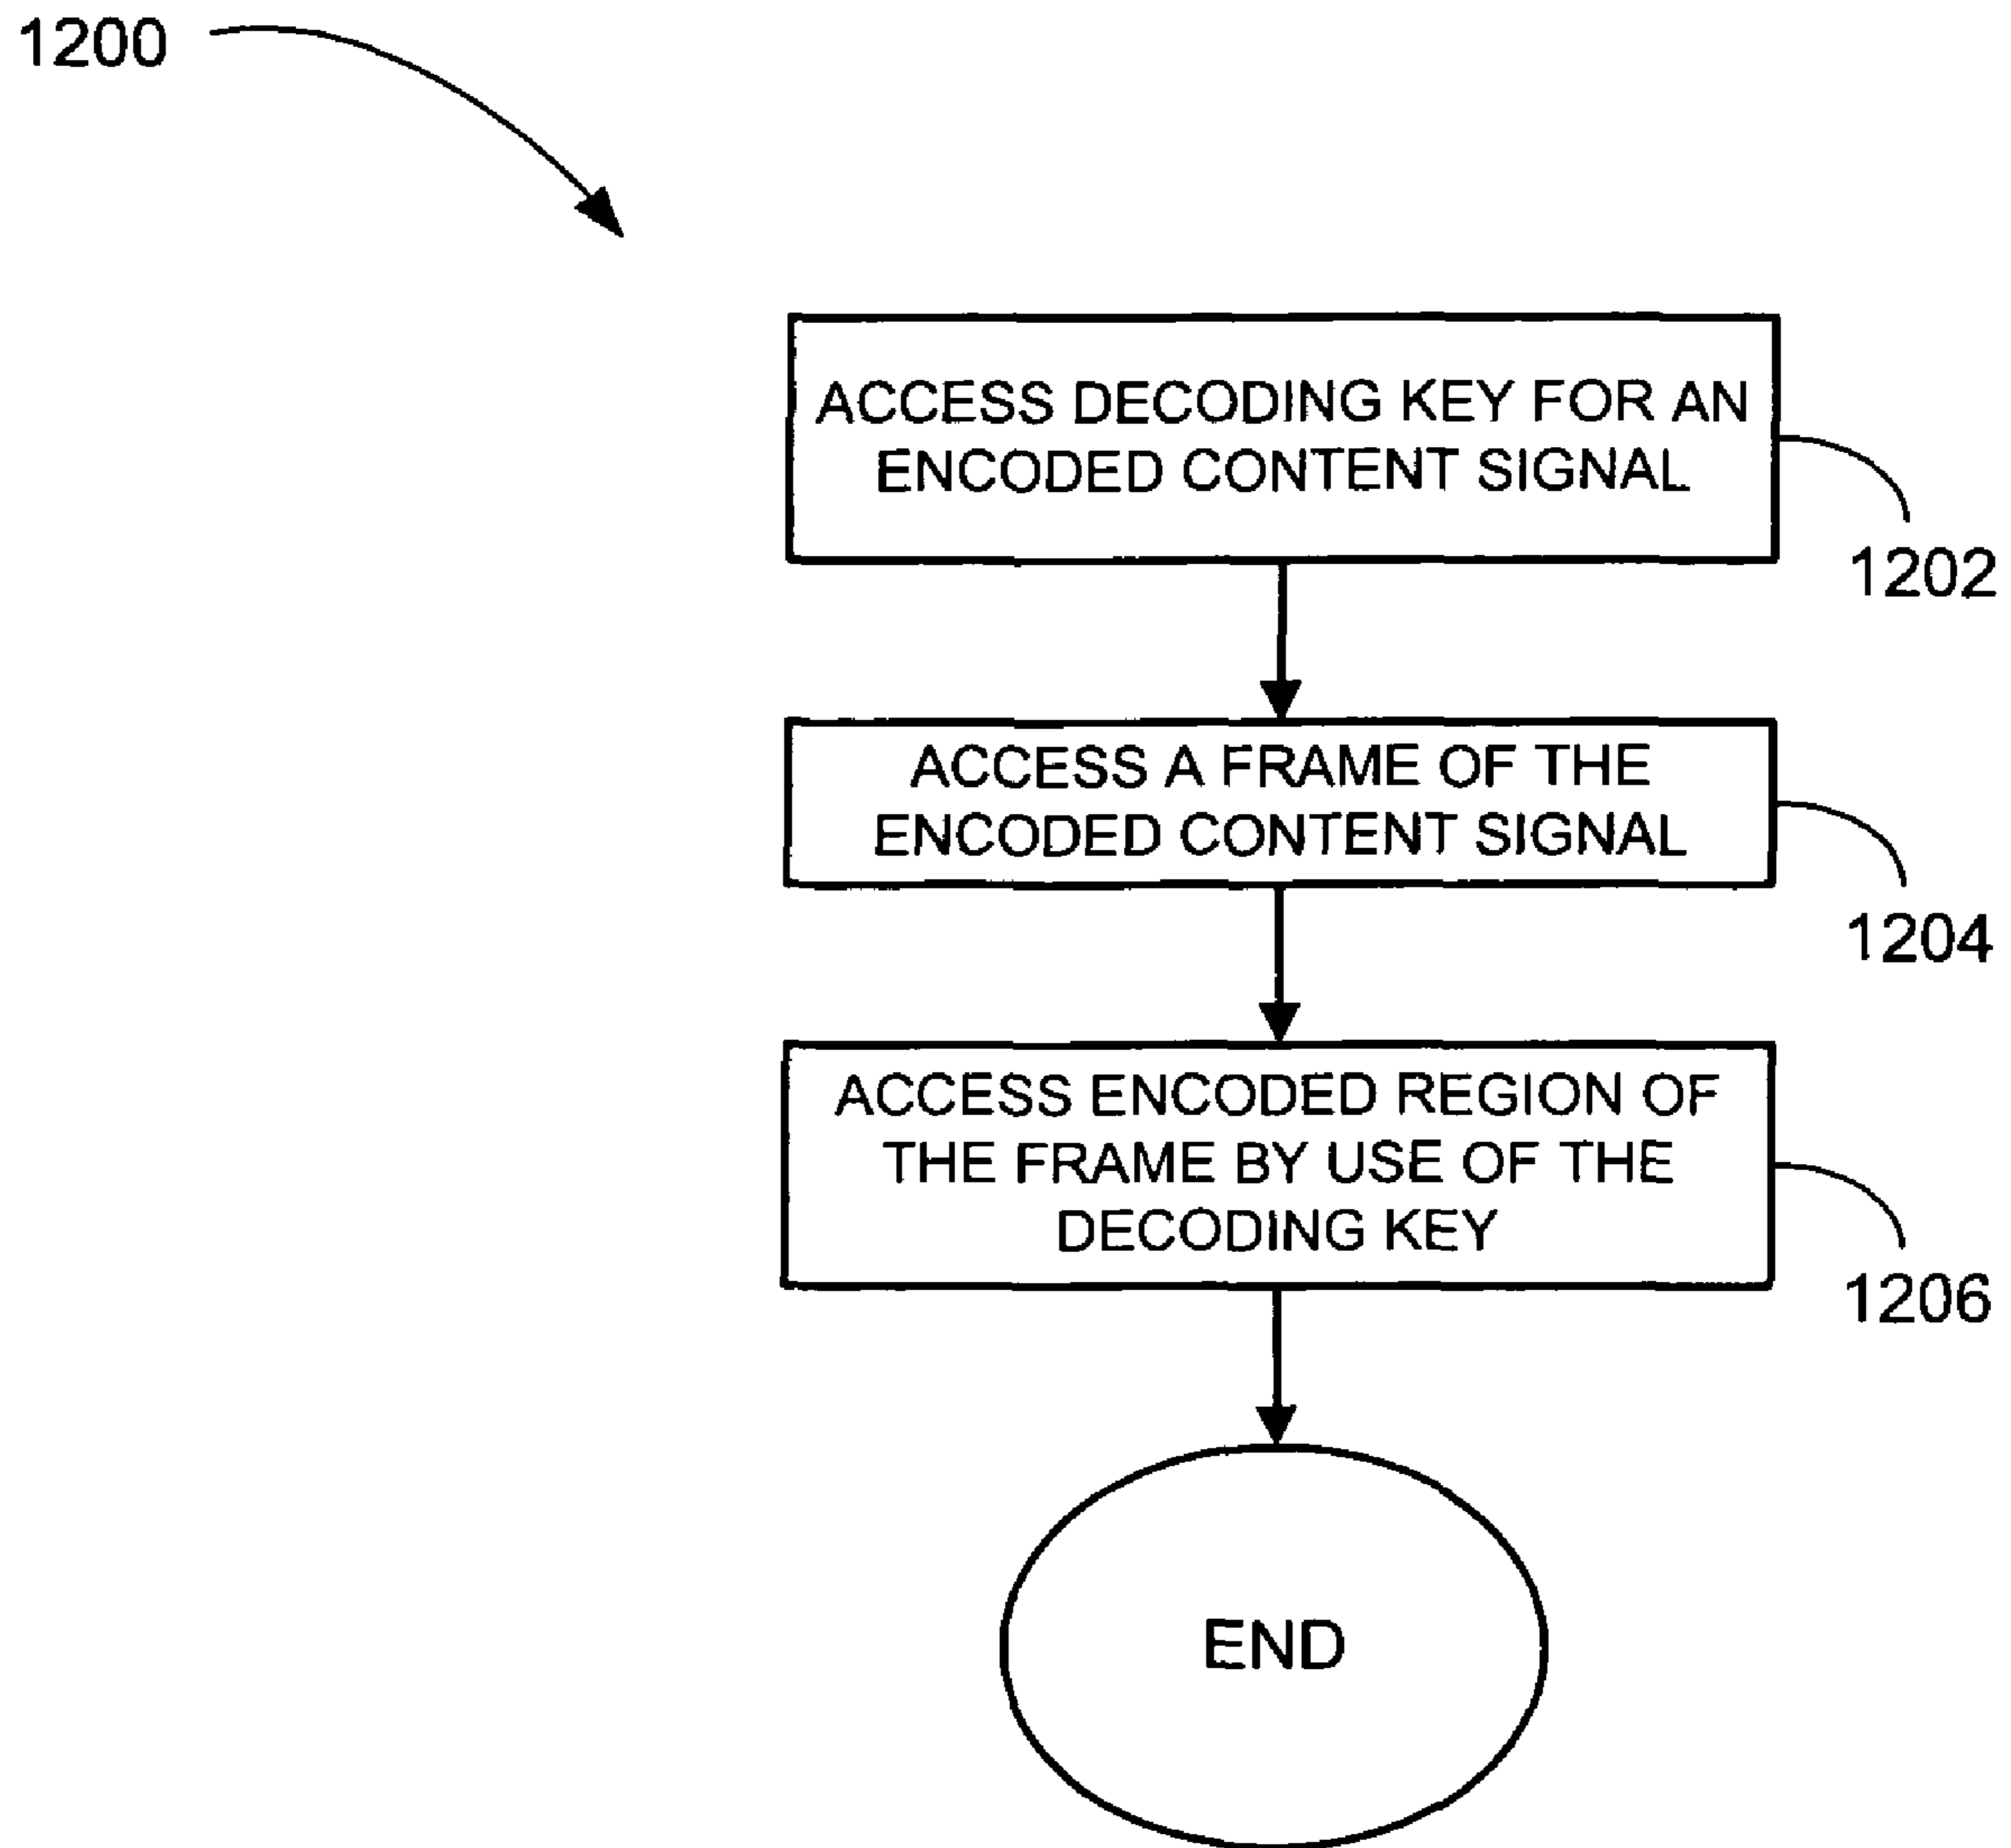 1200
ACCESS DECODING KEY FOR AN
ENCODED CONTENT SIGNAL
1202
ACCESS A FRAME OF THE
ENCODED CONTENT SIGNAL
1204
ACCESS ENCODED REGION OF
THE FRAME BY USE OF THE
DECODING KEY
1206
END